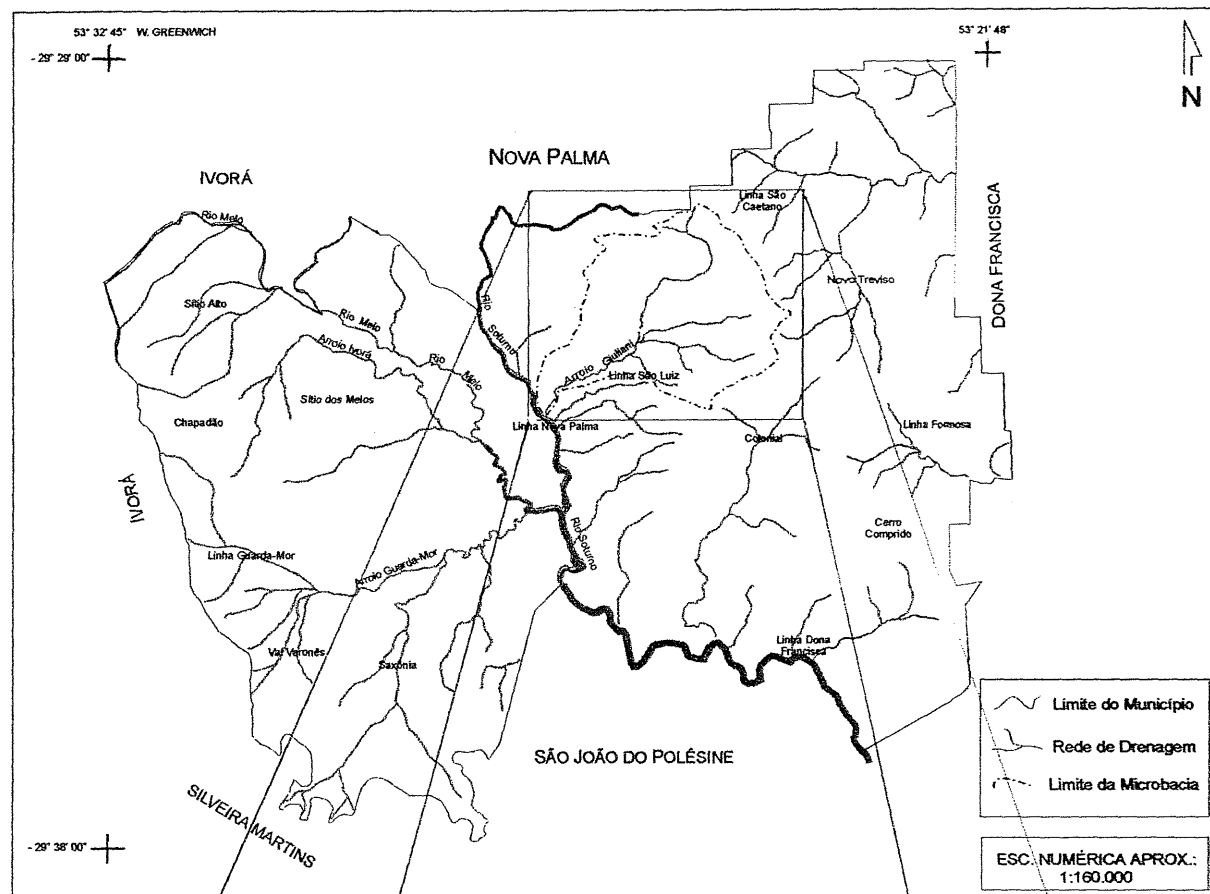 53° 32' 45" W. GREENWICH
53° 21' 48"
- 29° 29' 00"
N
NOVA PALMA
IVORÁ
Linha São
Caetano
DONA FRANCISCA
Rio Melo
Novo Treviso
Sítio Alto
Rio Soturno
Rio Melo
Arroio Ivorá
Arroio Giuliani
Rio Melo
Linha São Luiz
Sítio dos Melos
Chapadão
Linha Nova Palma
Colonial
Linha Formosa
IVORÁ
Rio Soturno
Cerro
Comprido
Linha Guarda-Mor
Arroio Guarda-Mor
Val Veronês
Saxônia
Linha Dona
Francisca
Limite do Município
Rede de Drenagem
Limite da Microbacia
SÃO JOÃO DO POLÉSINE
SILVEIRA MARTINS
- 29° 38' 00"
ESC. NUMÉRICA APROX.:
1:160.000